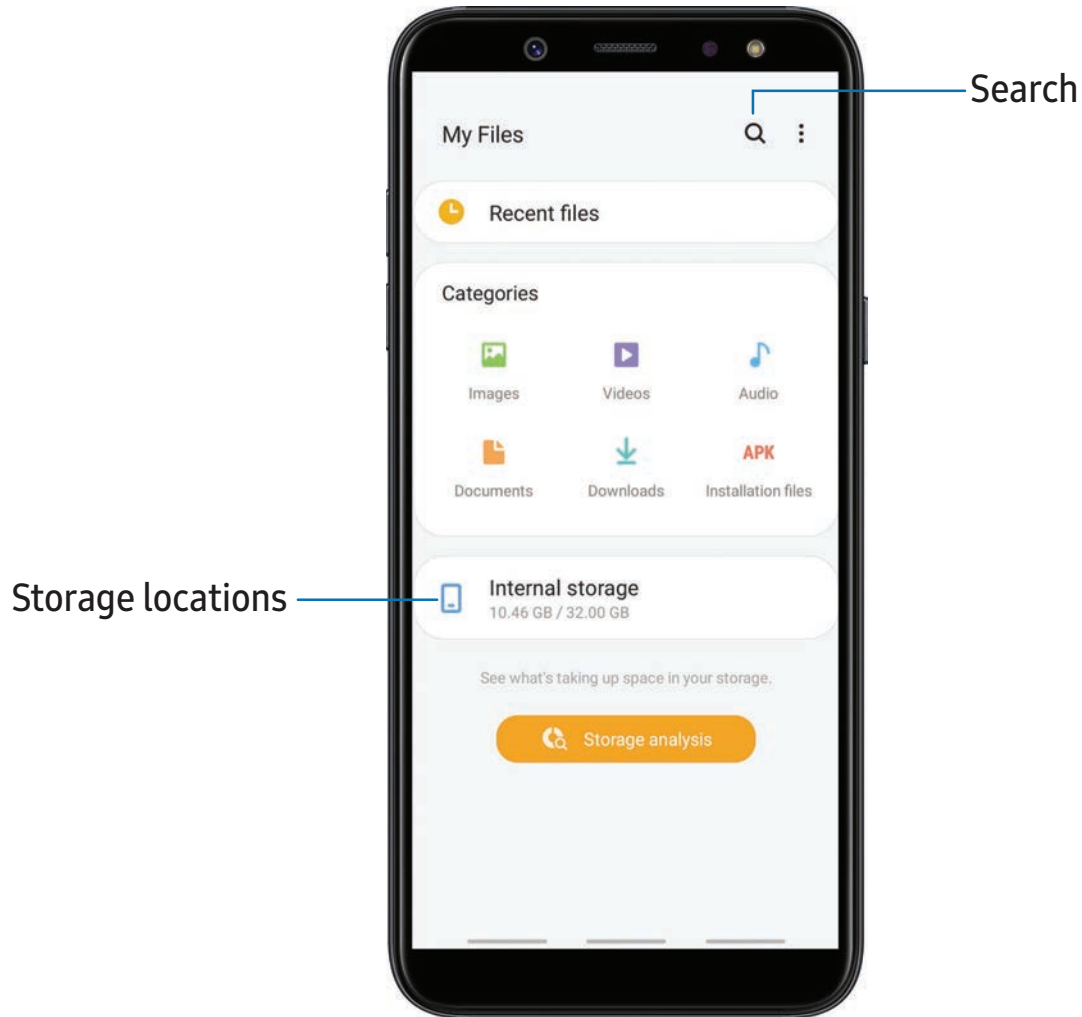 Search
My Files
Recent files
Categories
Images Videos Audio
APK
Documents Downloads Installation files
Storage locations
Internal storage
10.46 GB / 32.00 GB
See what's taking up space in your storage.
Storage analysis